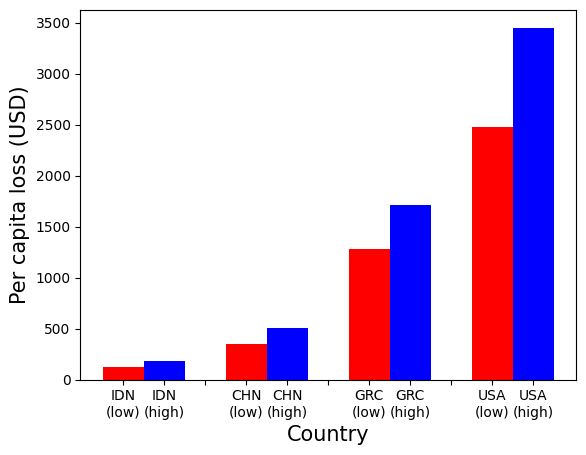 3500
3000
2500
2000
1500
1000
500
0
Per capita loss (USD)
IDN IDN CHN CHN GRC GRC USA USA
(low) (high) (low) (high) (low) (high) (low) (high)
Country